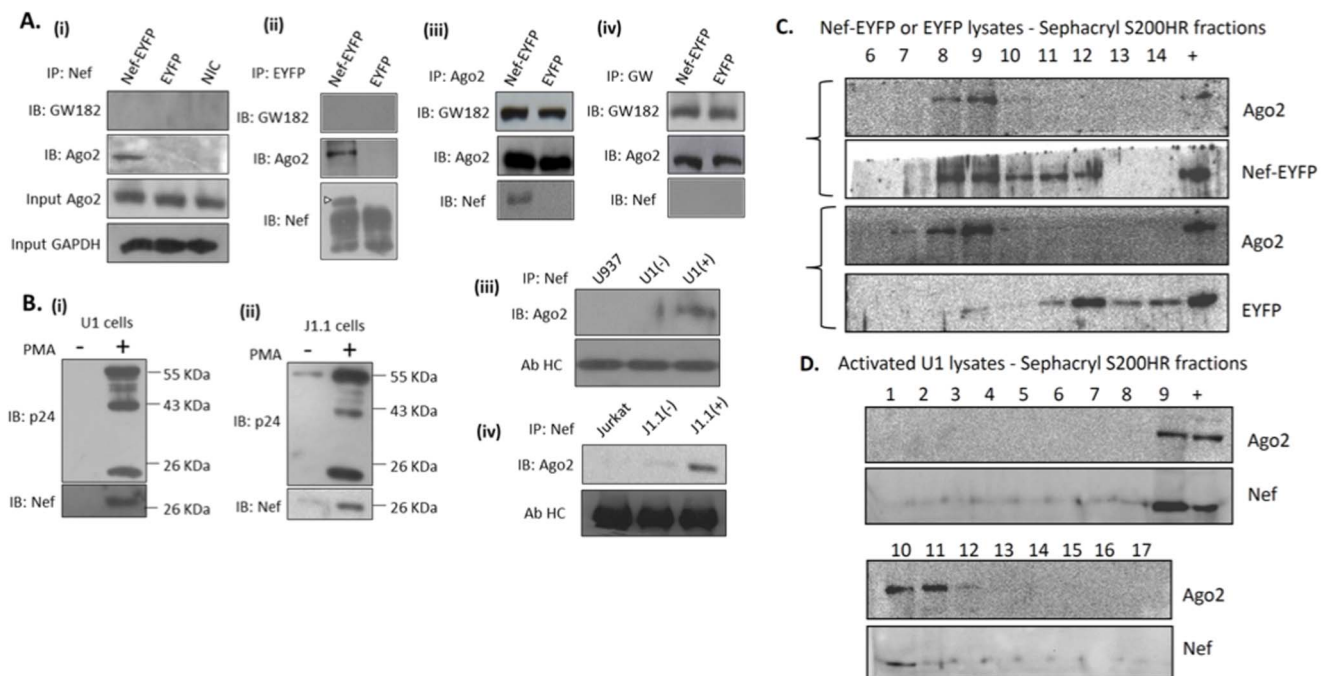 A.
(i)
IP: Nef
Nef-EYFP EYFP NIC
IB: GW182
IB: Ago2
Input Ago2
Input GAPDH
(ii)
IP: EYFP
Nef-EYFP EYFP
IB: GW182
IB: Ago2
IB: Nef
(iii)
IP: Ago2
Nef-EYFP EYFP
IB: GW182
IB: Ago2
IB: Nef
(iv)
IP: GW
Nef-EYFP EYFP
IB: GW182
IB: Ago2
IB: Nef
B.
(i)
U1 cells
PMA - +
IB: p24
55 KDa
43 KDa
26 KDa
IB: Nef
26 KDa
(ii)
J1.1 cells
PMA - +
IB: p24
55 KDa
43 KDa
26 KDa
IB: Nef
26 KDa
(iii)
IP: Nef
U937 U1(-) U1(+)
IB: Ago2
Ab HC
(iv)
IP: Nef
Jurkat J1.1(-) J1.1(+)
IB: Ago2
Ab HC
C. Nef-EYFP or EYFP lysates - Sephacryl S200HR fractions
6 7 8 9 10 11 12 13 14 +
Ago2
Nef-EYFP
Ago2
EYFP
D. Activated U1 lysates - Sephacryl S200HR fractions
1 2 3 4 5 6 7 8 9 +
Ago2
Nef
10 11 12 13 14 15 16 17
Ago2
Nef